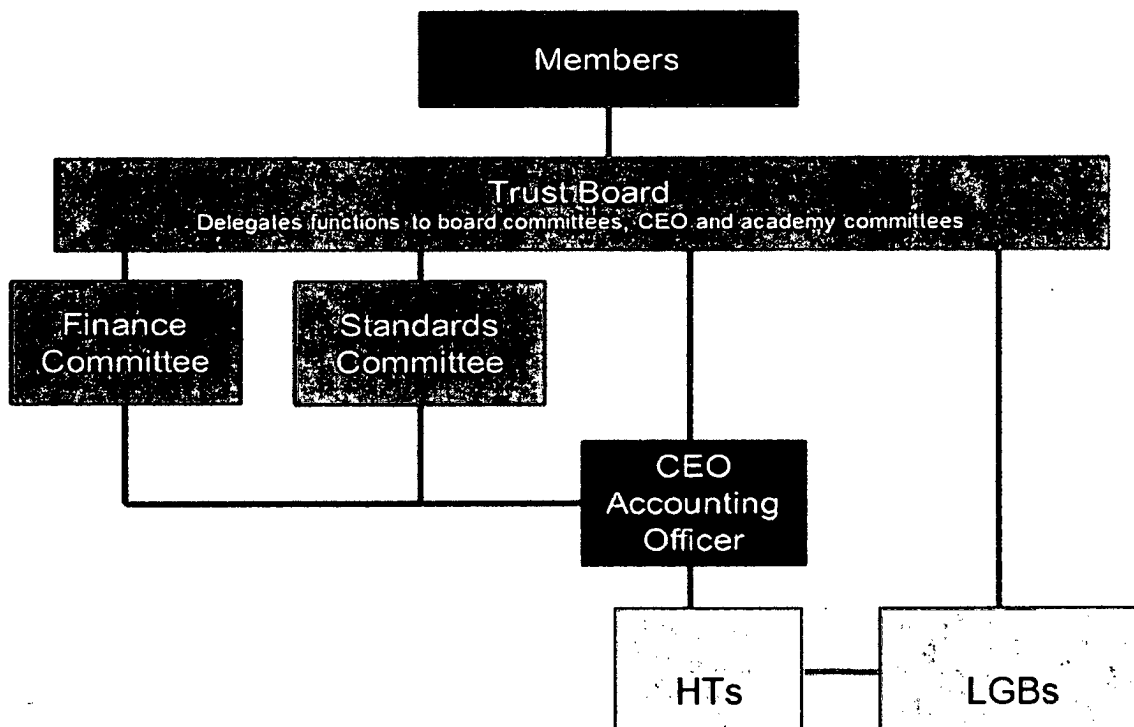 Members
Trust Board
Delegates functions to board committees, CEO and academy committees
Finance
Committee
Standards
Committee
CEO
Accounting
Officer
HTs
LGBs